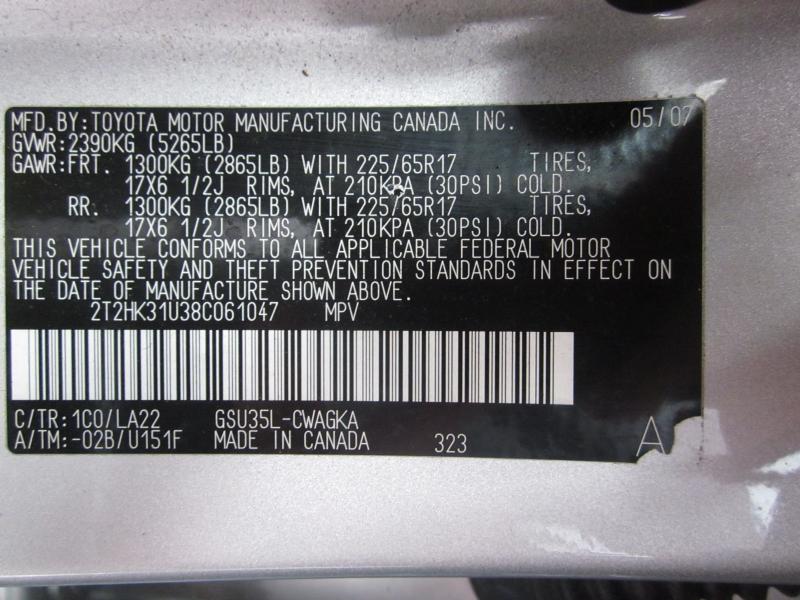 MFD.BY:TOYOTA MOTOR MANUFACTURING CANADA INC. 05/07
GVWR:2390KG (5265LB)
GAWR:FRT. 1300KG (2865LB) WITH 225/65R17 TIRES,
17X6 1/2J RIMS, AT 210KPA (30PSI) COLD.
RR. 1300KG (2865LB) WITH 225/65R17 TIRES,
17X6 1/2J RIMS, AT 210KPA (30PSI) COLD.
THIS VEHICLE CONFORMS TO ALL APPLICABLE FEDERAL MOTOR
VEHICLE SAFETY AND THEFT PREVENTION STANDARDS IN EFFECT ON
THE DATE OF MANUFACTURE SHOWN ABOVE.
2T2HK31U38C061047 MPV
C/TR:1C0/LA22 GSU35L-CWAGKA
A/TM:-02B/U151F MADE IN CANADA 323 A